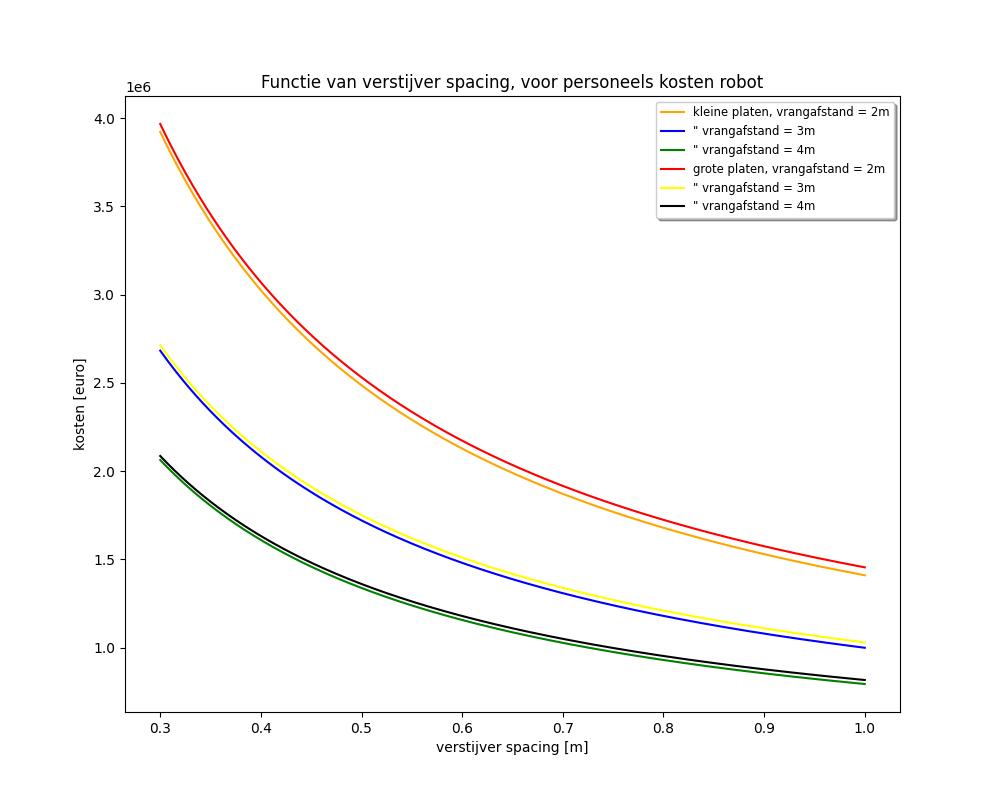 Functie van verstijver spacing, voor personeels kosten robot
1e6
kleine platen, vrangafstand = 2m
" vrangafstand = 3m
" vrangafstand = 4m
grote platen, vrangafstand = 2m
" vrangafstand = 3m
" vrangafstand = 4m
4.0
3.5
3.0
2.5
2.0
1.5
1.0
kosten [euro]
0.3 0.4 0.5 0.6 0.7 0.8 0.9 1.0
verstijver spacing [m]